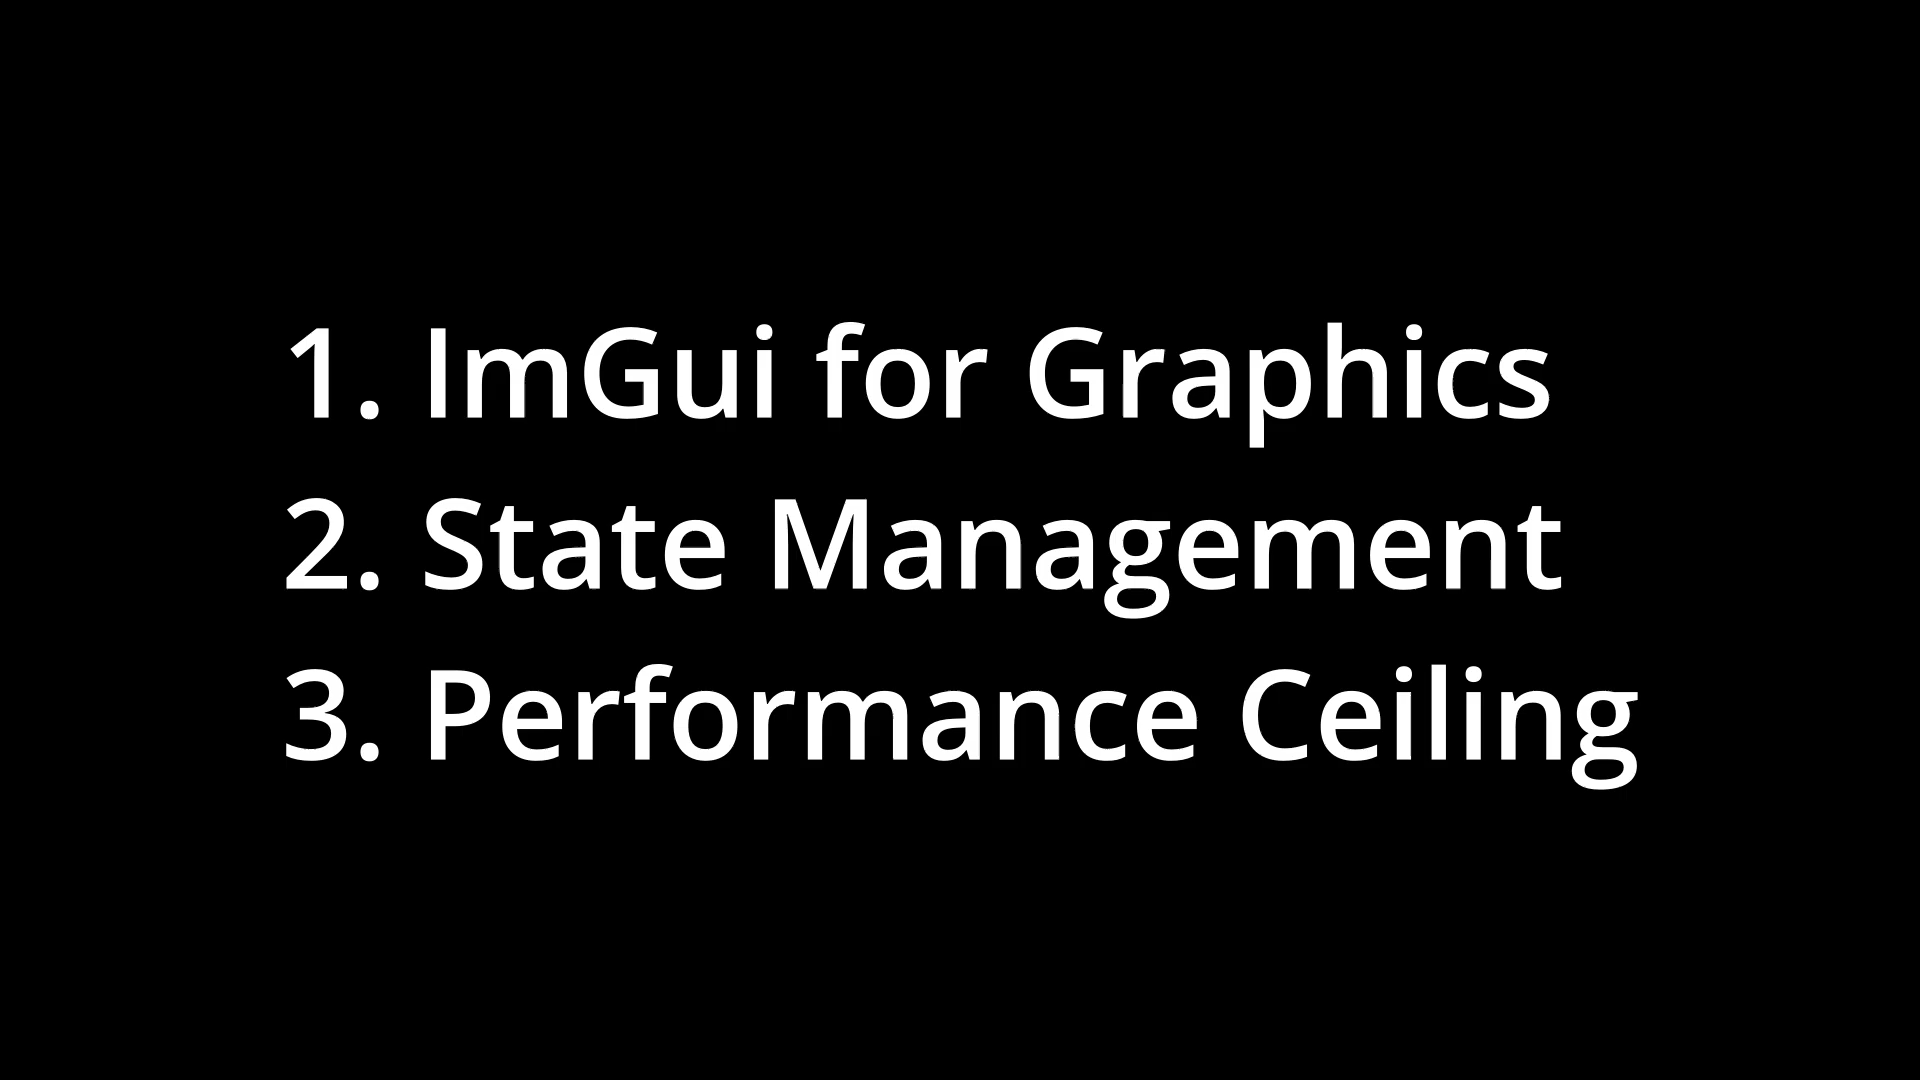 1. ImGui for Graphics
2. State Management
3. Performance Ceiling